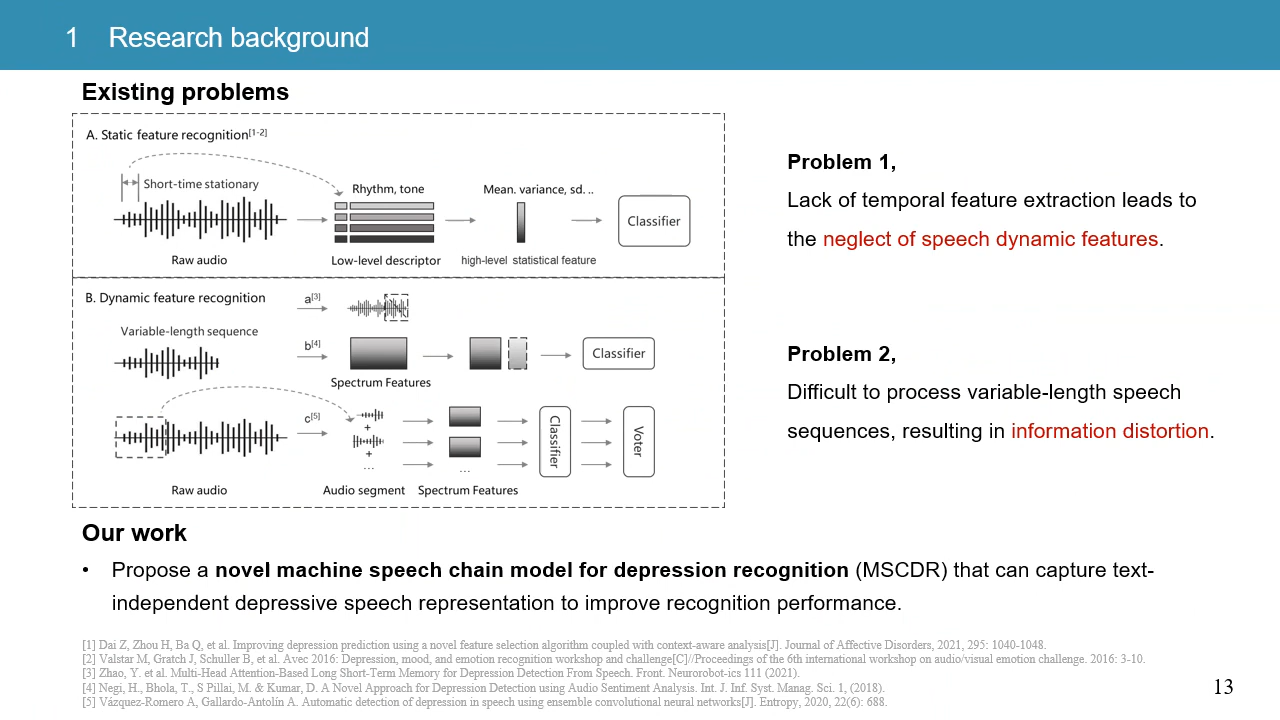 1 Research background
Existing problems
A. Static feature recognition[1-2]
Short-time stationary
Rhythm, tone
Mean. variance, sd. ..
Classifier
Raw audio
Low-level descriptor
high-level statistical feature
B. Dynamic feature recognition
a[3]
Variable-length sequence
b[4]
Classifier
Spectrum Features
c[5]
+
+
...
...
Classifier
Voter
Raw audio
Audio segment
Spectrum Features
Problem 1,
Lack of temporal feature extraction leads to
the neglect of speech dynamic features.
Problem 2,
Difficult to process variable-length speech
sequences, resulting in information distortion.
Our work
• Propose a novel machine speech chain model for depression recognition (MSCDR) that can capture text-
independent depressive speech representation to improve recognition performance.
[1] Dai Z, Zhou H, Ba Q, et al. Improving depression prediction using a novel feature selection algorithm coupled with context-aware analysis[J]. Journal of Affective Disorders, 2021, 295: 1040-1048.
[2] Valstar M, Gratch J, Schuller B, et al. Avec 2016: Depression, mood, and emotion recognition workshop and challenge[C]//Proceedings of the 6th international workshop on audio/visual emotion challenge. 2016: 3-10.
[3] Zhao, Y. et al. Multi-Head Attention-Based Long Short-Term Memory for Depression Detection From Speech. Front. Neurorobot-ics 111 (2021).
[4] Negi, H., Bhola, T., S Pillai, M. & Kumar, D. A Novel Approach for Depression Detection using Audio Sentiment Analysis. Int. J. Inf. Syst. Manag. Sci. 1, (2018).
[5] Vázquez-Romero A, Gallardo-Antolín A. Automatic detection of depression in speech using ensemble convolutional neural networks[J]. Entropy, 2020, 22(6): 688.
13